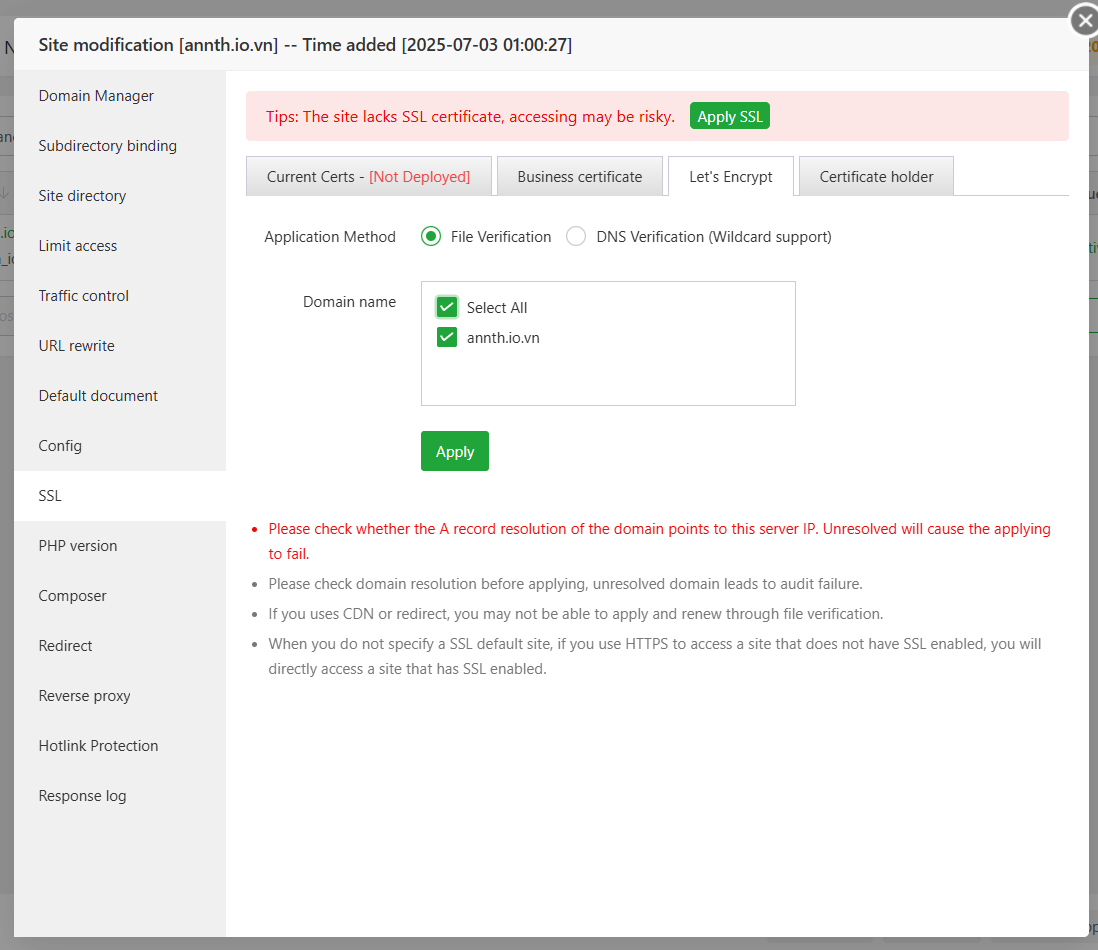 Site modification [annth.io.vn] -- Time added [2025-07-03 01:00:27]
Domain Manager
Subdirectory binding
Site directory
Limit access
Traffic control
URL rewrite
Default document
Config
SSL
PHP version
Composer
Redirect
Reverse proxy
Hotlink Protection
Response log
Tips: The site lacks SSL certificate, accessing may be risky. Apply SSL
Current Certs - [Not Deployed] Business certificate Let's Encrypt Certificate holder
Application Method File Verification DNS Verification (Wildcard support)
Domain name
Select All
annth.io.vn
Apply
Please check whether the A record resolution of the domain points to this server IP. Unresolved will cause the applying
to fail.
Please check domain resolution before applying, unresolved domain leads to audit failure.
If you uses CDN or redirect, you may not be able to apply and renew through file verification.
When you do not specify a SSL default site, if you use HTTPS to access a site that does not have SSL enabled, you will
directly access a site that has SSL enabled.